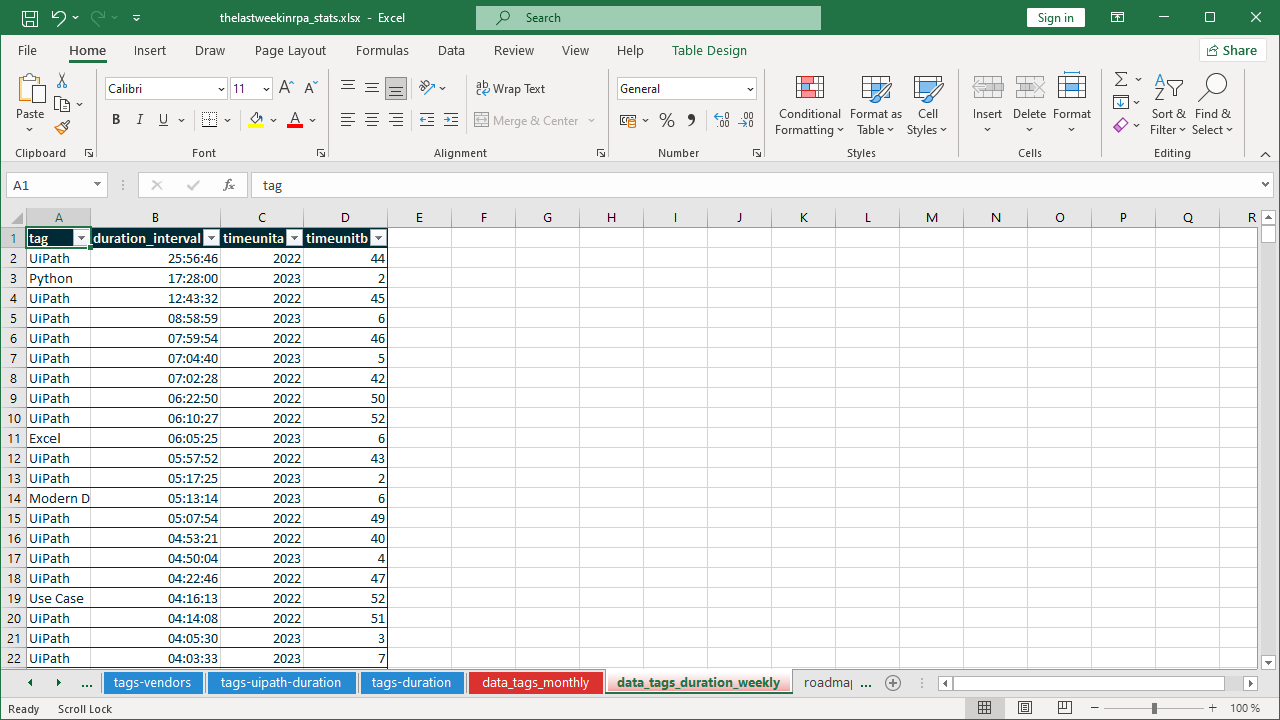 thelastweekinrpa_stats.xlsx - Excel
Search
Sign in
File Home Insert Draw Page Layout Formulas Data Review View Help Table Design
Share
Paste
Calibri 11
B I U A
Wrap Text
Merge & Center
General
Conditional Formatting
Format as Table
Cell Styles
Insert Delete Format
Sort & Filter
Find & Select
Clipboard Font Alignment Number Styles Cells Editing
A1 fx tag
A B C D E F G H I J K L M N O P Q R
1 tag duration_interval timeunita timeunitb
2 UiPath 25:56:46 2022 44
3 Python 17:28:00 2023 2
4 UiPath 12:43:32 2022 45
5 UiPath 08:58:59 2023 6
6 UiPath 07:59:54 2022 46
7 UiPath 07:04:40 2023 5
8 UiPath 07:02:28 2022 42
9 UiPath 06:22:50 2022 50
10 UiPath 06:10:27 2022 52
11 Excel 06:05:25 2023 6
12 UiPath 05:57:52 2022 43
13 UiPath 05:17:25 2023 2
14 Modern D 05:13:14 2023 6
15 UiPath 05:07:54 2022 49
16 UiPath 04:53:21 2022 40
17 UiPath 04:50:04 2023 4
18 UiPath 04:22:46 2022 47
19 Use Case 04:16:13 2022 52
20 UiPath 04:14:08 2022 51
21 UiPath 04:05:30 2023 3
22 UiPath 04:03:33 2023 7
... tags-vendors tags-uipath-duration tags-duration data_tags_monthly data_tags_duration_weekly roadmap ...
Ready Scroll Lock 100 %